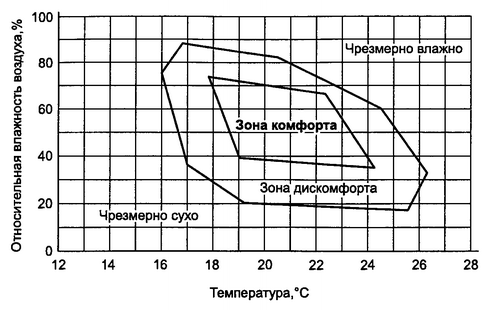 Относительная влажность воздуха,%
100%
80
60
40
20
0
Чрезмерно влажно
Зона комфорта
Зона дискомфорта
Чрезмерно сухо
12 14 16 18 20 22 24 26 28
Температура,°С